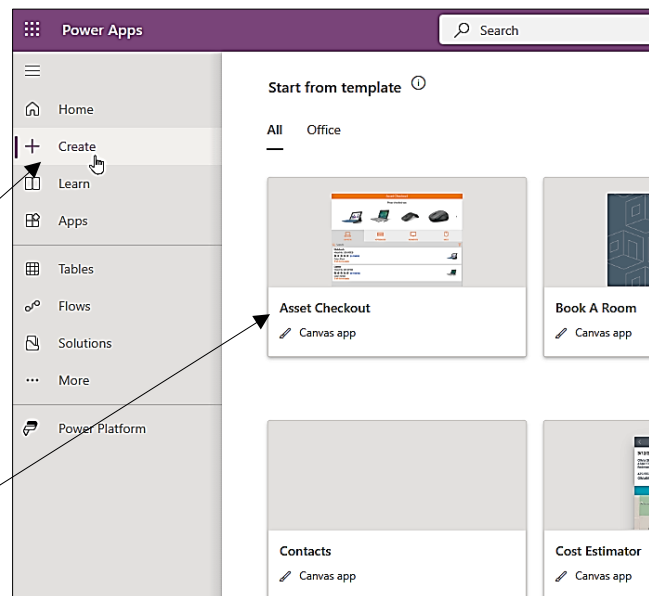 Power Apps
Search
Home
Create
Learn
Apps
Tables
Flows
Solutions
More
Power Platform
Start from template
All Office
Asset Checkout
Canvas app
Book A Room
Canvas app
Contacts
Canvas app
Cost Estimator
Canvas app